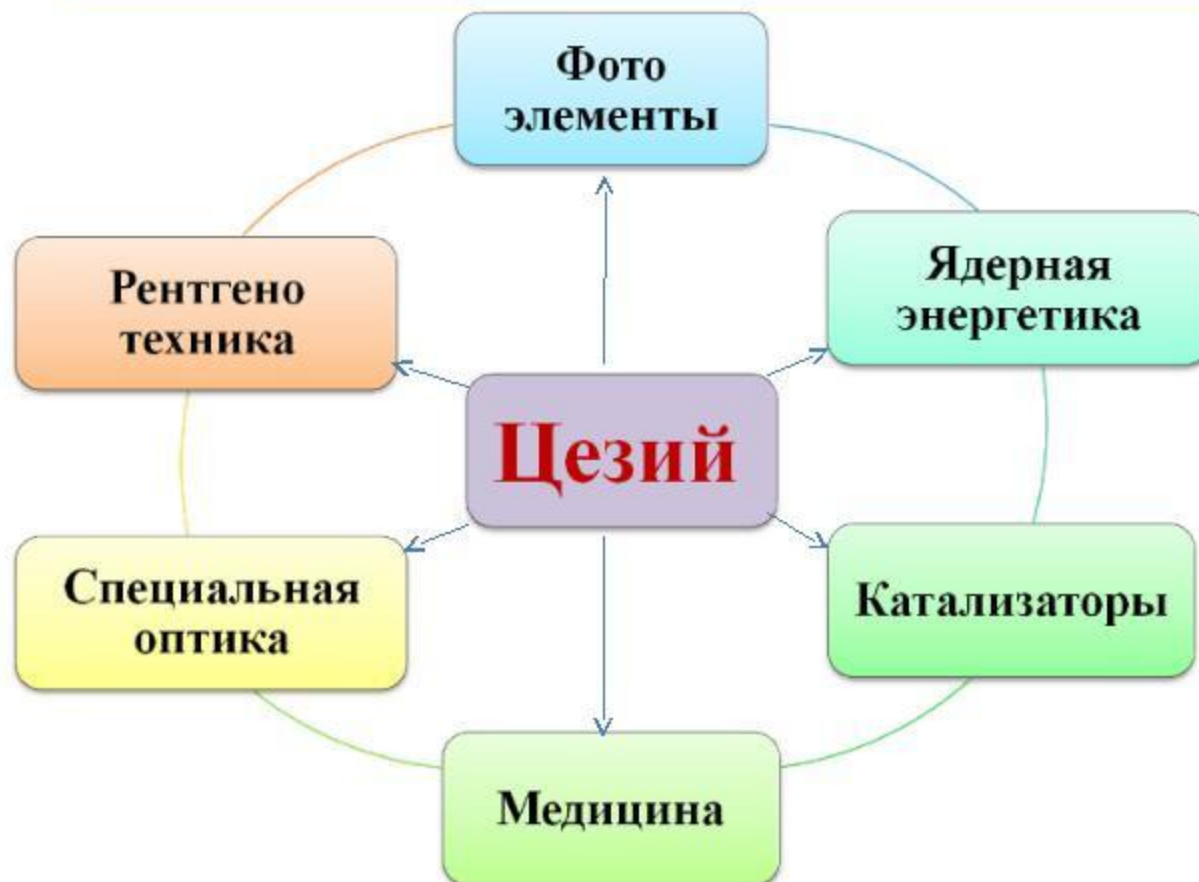 Фото
элементы
Ядерная
энергетика
Рентгено
техника
Цезий
Специальная
оптика
Катализаторы
Медицина